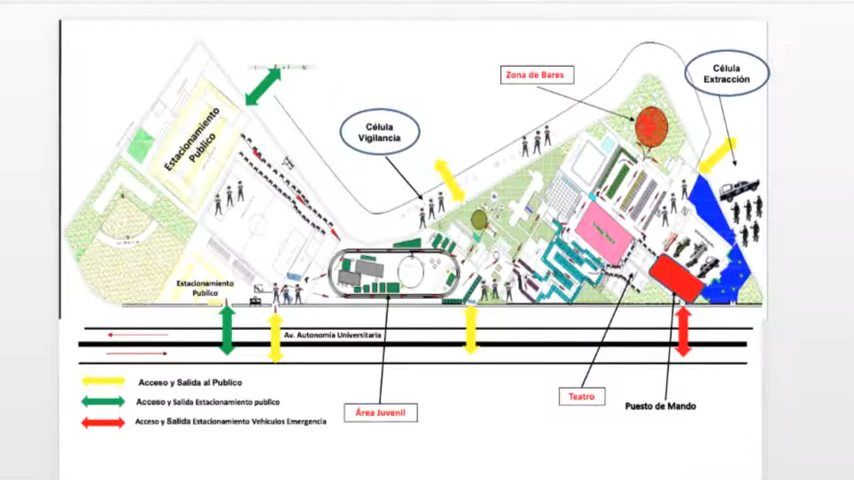 Zona de Bares
Célula
Extracción
Célula
Vigilancia
Estacionamiento
Publico
Estacionamiento
Publico
Av. Autonomía Universitaria
Acceso y Salida al Publico
Acceso y Salida Estacionamiento publico
Acceso y Salida Estacionamiento Vehículos Emergencia
Área Juvenil
Teatro
Puesto de Mando